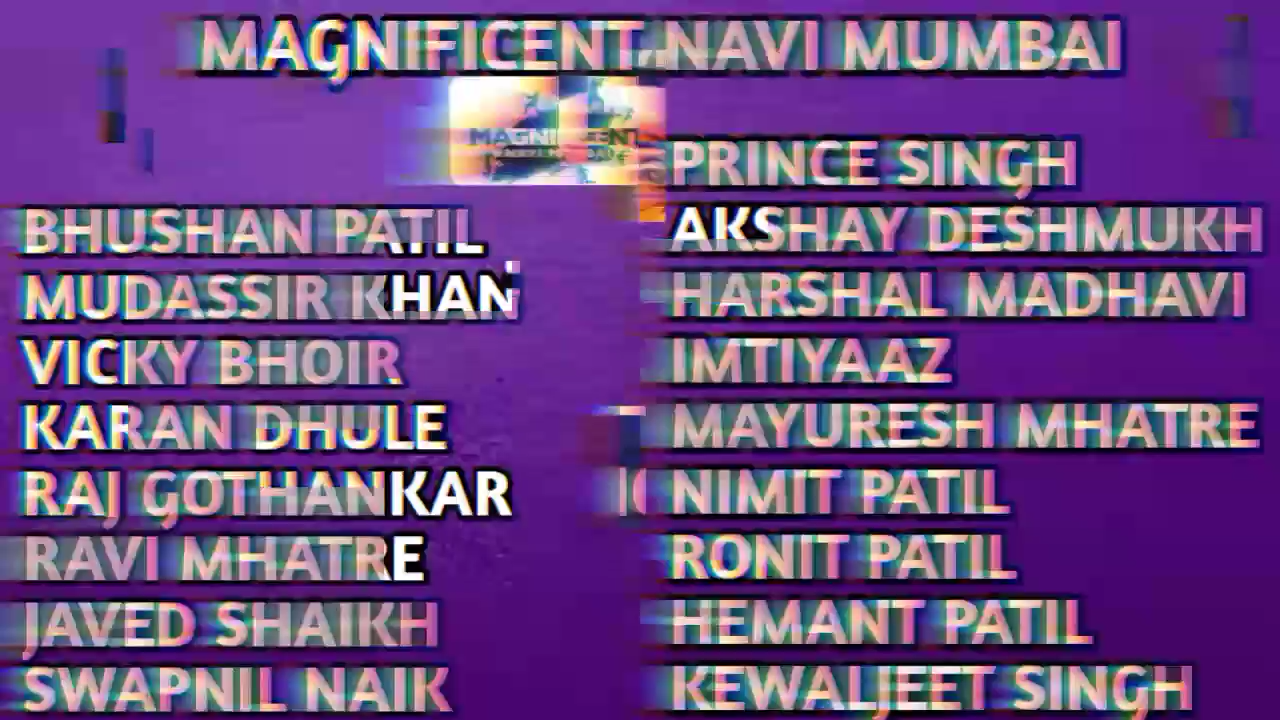 MAGNIFICENT NAVI MUMBAI
BHUSHAN PATIL
MUDASSIR KHAN
VICKY BHOIR
KARAN DHULE
RAJ GOTHANKAR
RAVI MHATRE
JAVED SHAIKH
SWAPNIL NAIK
PRINCE SINGH
AKSHAY DESHMUKH
HARSHAL MADHAVI
IMTIYAAZ
MAYURESH MHATRE
NIMIT PATIL
RONIT PATIL
HEMANT PATIL
KEWALJEET SINGH